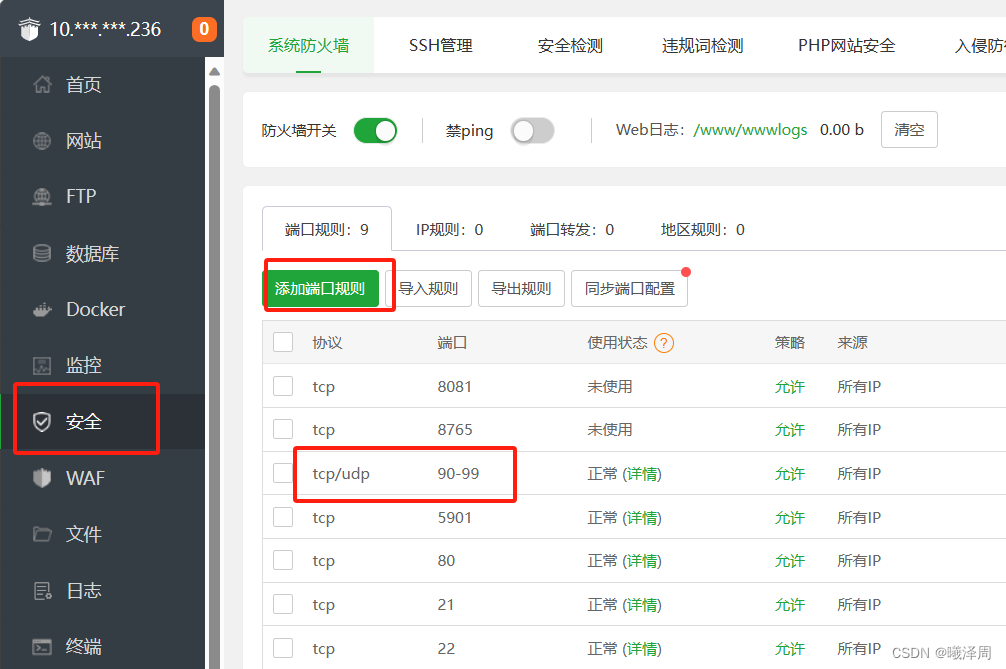 10.***.***.236 0
首页
网站
FTP
数据库
Docker
监控
安全
WAF
文件
日志
终端
系统防火墙 SSH管理 安全检测 违规词检测 PHP网站安全 入侵防
防火墙开关 禁ping Web日志：/www/wwwlogs 0.00 b 清空
端口规则：9 IP规则：0 端口转发：0 地区规则：0
添加端口规则 导入规则 导出规则 同步端口配置
协议 端口 使用状态 ? 策略 来源
tcp 8081 未使用 允许 所有IP
tcp 8765 未使用 允许 所有IP
tcp/udp 90-99 正常 (详情) 允许 所有IP
tcp 5901 正常 (详情) 允许 所有IP
tcp 80 正常 (详情) 允许 所有IP
tcp 21 正常 (详情) 允许 所有IP
tcp 22 正常 (详情) 允许 所有IP
CSDN @曦泽周